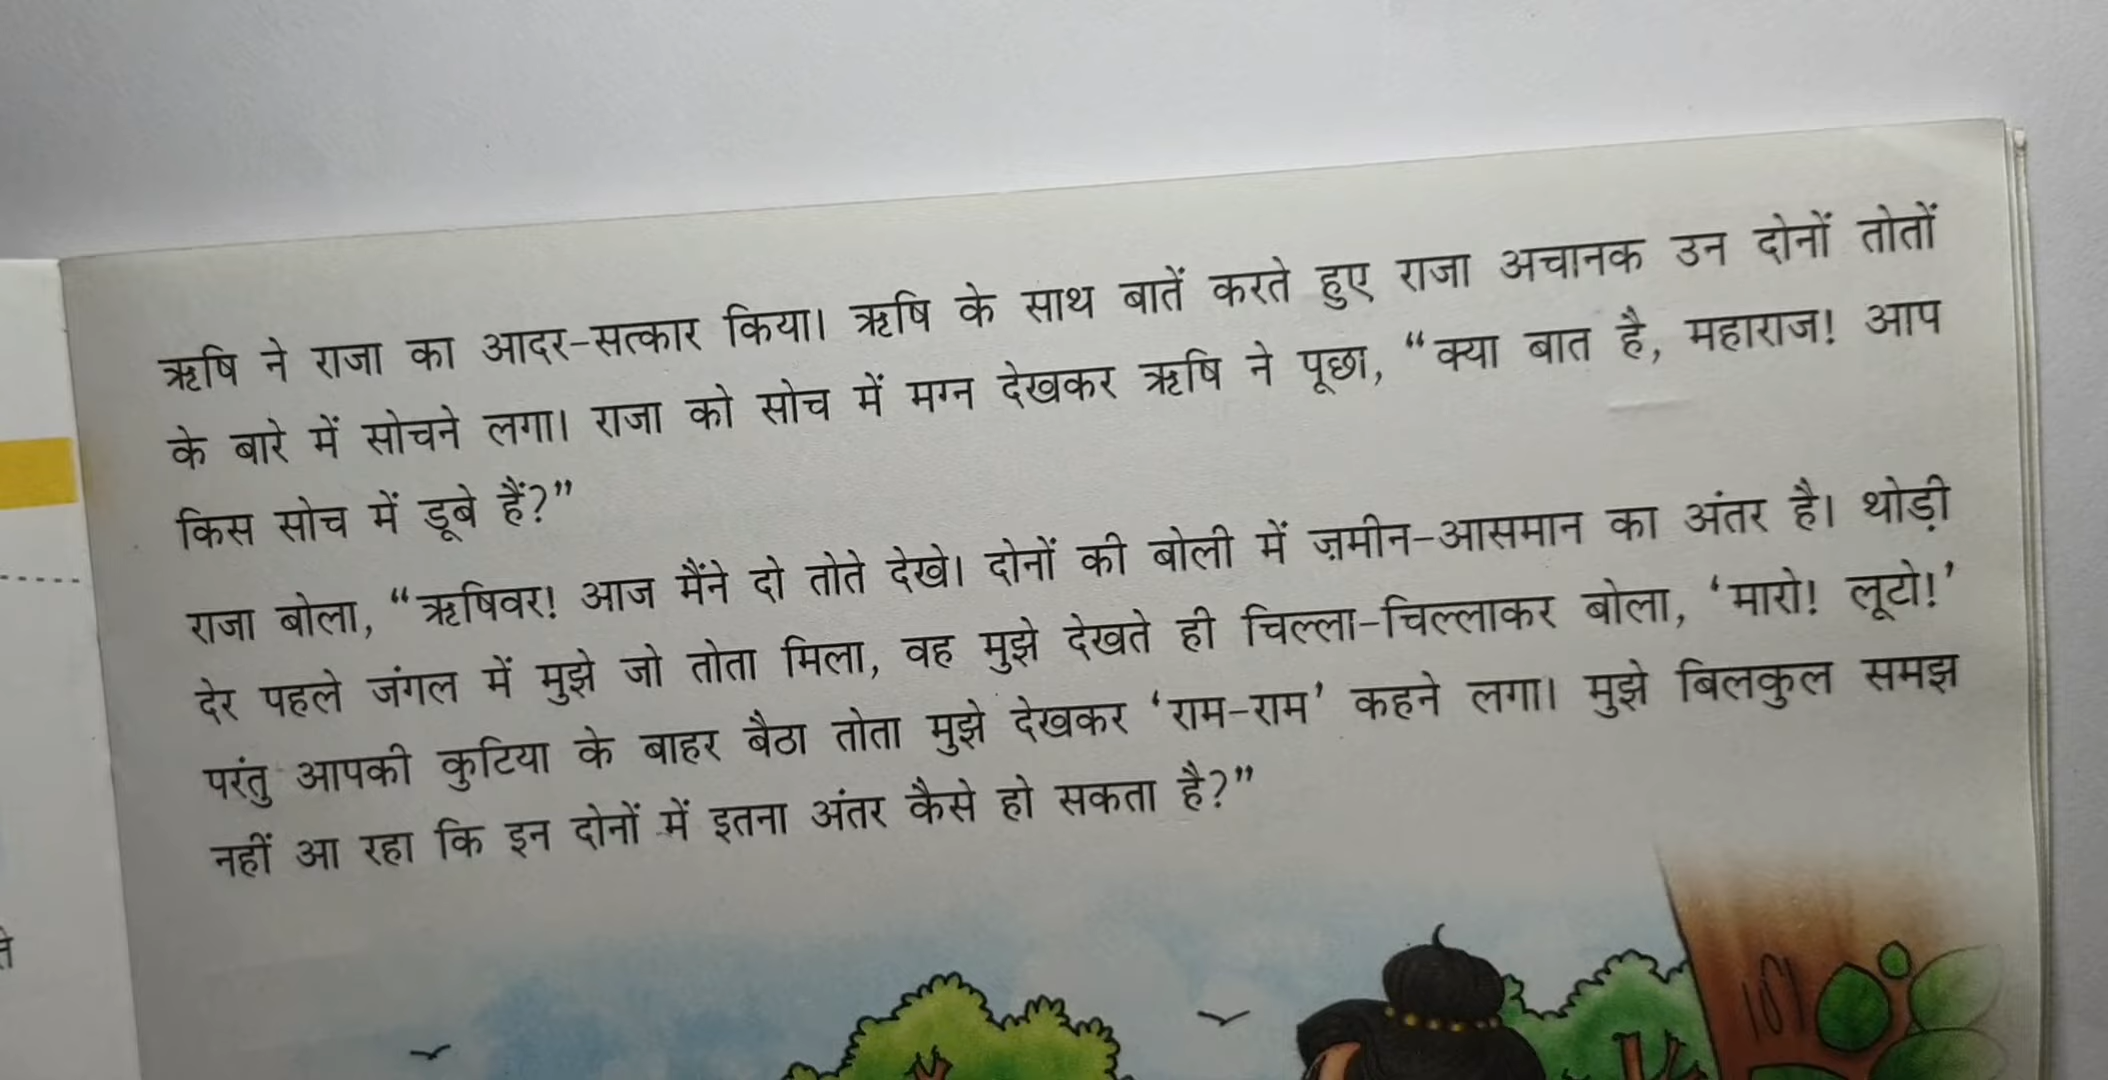 ऋषि ने राजा का आदर-सत्कार किया। ऋषि के साथ बातें करते हुए राजा अचानक उन दोनों तोतों
के बारे में सोचने लगा। राजा को सोच में मग्न देखकर ऋषि ने पूछा, “क्या बात है, महाराज! आप
किस सोच में डूबे हैं?”
राजा बोला, “ऋषिवर! आज मैंने दो तोते देखे। दोनों की बोली में ज़मीन-आसमान का अंतर है। थोड़ी
देर पहले जंगल में मुझे जो तोता मिला, वह मुझे देखते ही चिल्ला-चिल्लाकर बोला, ‘मारो! लूटो!’
परंतु आपकी कुटिया के बाहर बैठा तोता मुझे देखकर ‘राम-राम’ कहने लगा। मुझे बिलकुल समझ
नहीं आ रहा कि इन दोनों में इतना अंतर कैसे हो सकता है?”